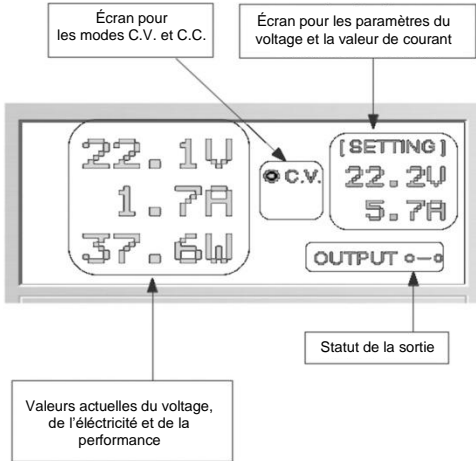 Écran pour
les modes C.V. et C.C.
Écran pour les paramètres du
voltage et la valeur de courant
22.1V
1.7A
37.6W
C.V.
[SETTING]
22.2V
5.7A
OUTPUT
Statut de la sortie
Valeurs actuelles du voltage,
de l’éléctricité et de la
performance